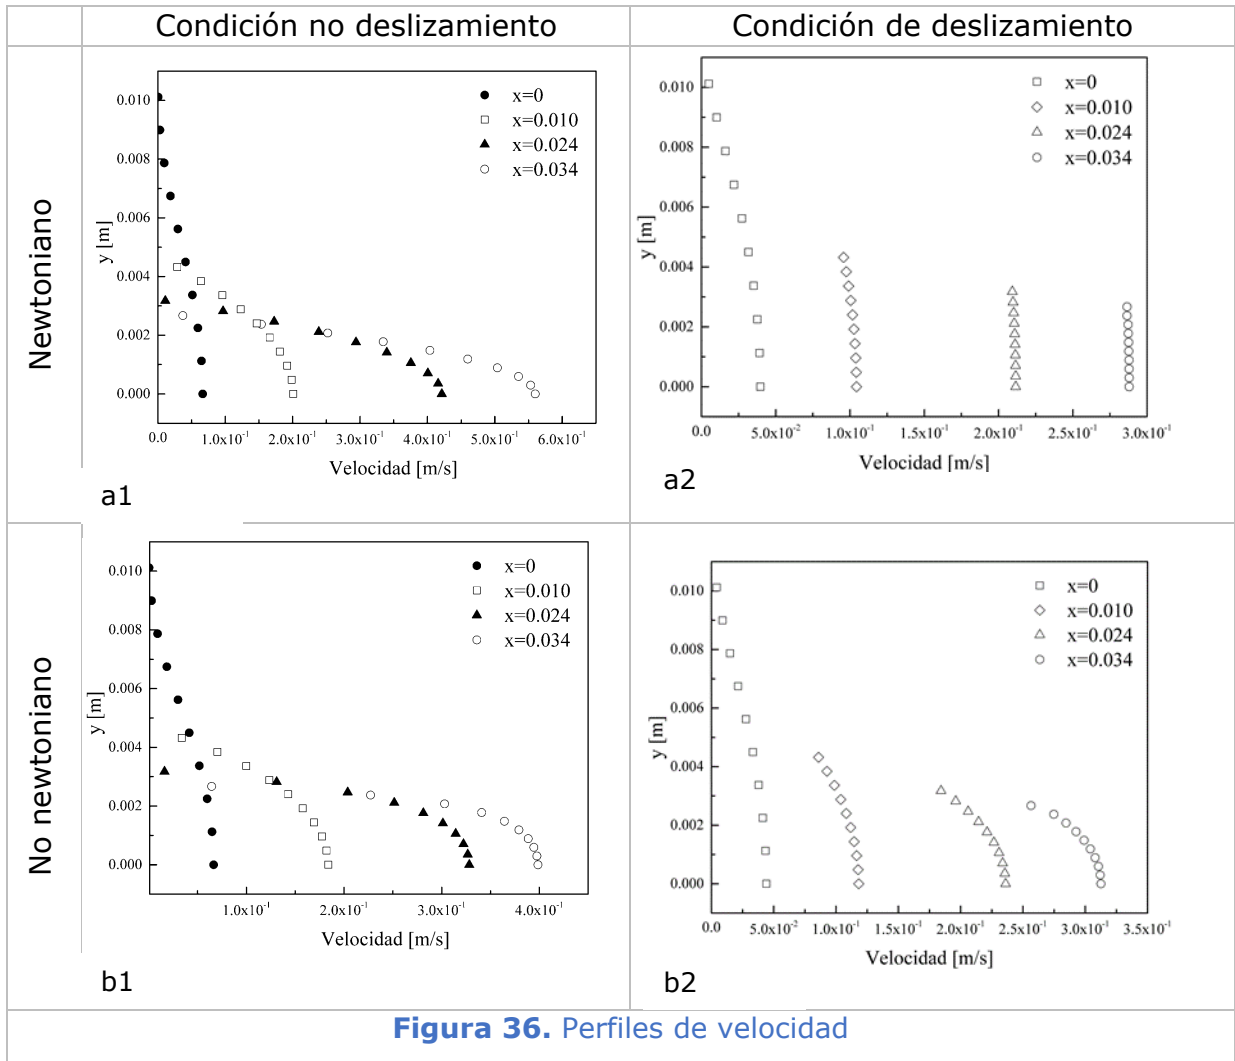 Condición no deslizamiento
Condición de deslizamiento
Newtoniano
0.010
0.008
0.006
0.004
0.002
0.000
y [m]
x=0
x=0.010
x=0.024
x=0.034
0.0 1.0x10⁻¹ 2.0x10⁻¹ 3.0x10⁻¹ 4.0x10⁻¹ 5.0x10⁻¹ 6.0x10⁻¹
Velocidad [m/s]
a1
0.010
0.008
0.006
0.004
0.002
0.000
y [m]
x=0
x=0.010
x=0.024
x=0.034
0.0 5.0x10⁻² 1.0x10⁻¹ 1.5x10⁻¹ 2.0x10⁻¹ 2.5x10⁻¹ 3.0x10⁻¹
Velocidad [m/s]
a2
No newtoniano
0.010
0.008
0.006
0.004
0.002
0.000
y [m]
x=0
x=0.010
x=0.024
x=0.034
1.0x10⁻¹ 2.0x10⁻¹ 3.0x10⁻¹ 4.0x10⁻¹
Velocidad [m/s]
b1
0.010
0.008
0.006
0.004
0.002
0.000
y [m]
x=0
x=0.010
x=0.024
x=0.034
0.0 5.0x10⁻² 1.0x10⁻¹ 1.5x10⁻¹ 2.0x10⁻¹ 2.5x10⁻¹ 3.0x10⁻¹ 3.5x10⁻¹
Velocidad [m/s]
b2
Figura 36. Perfiles de velocidad